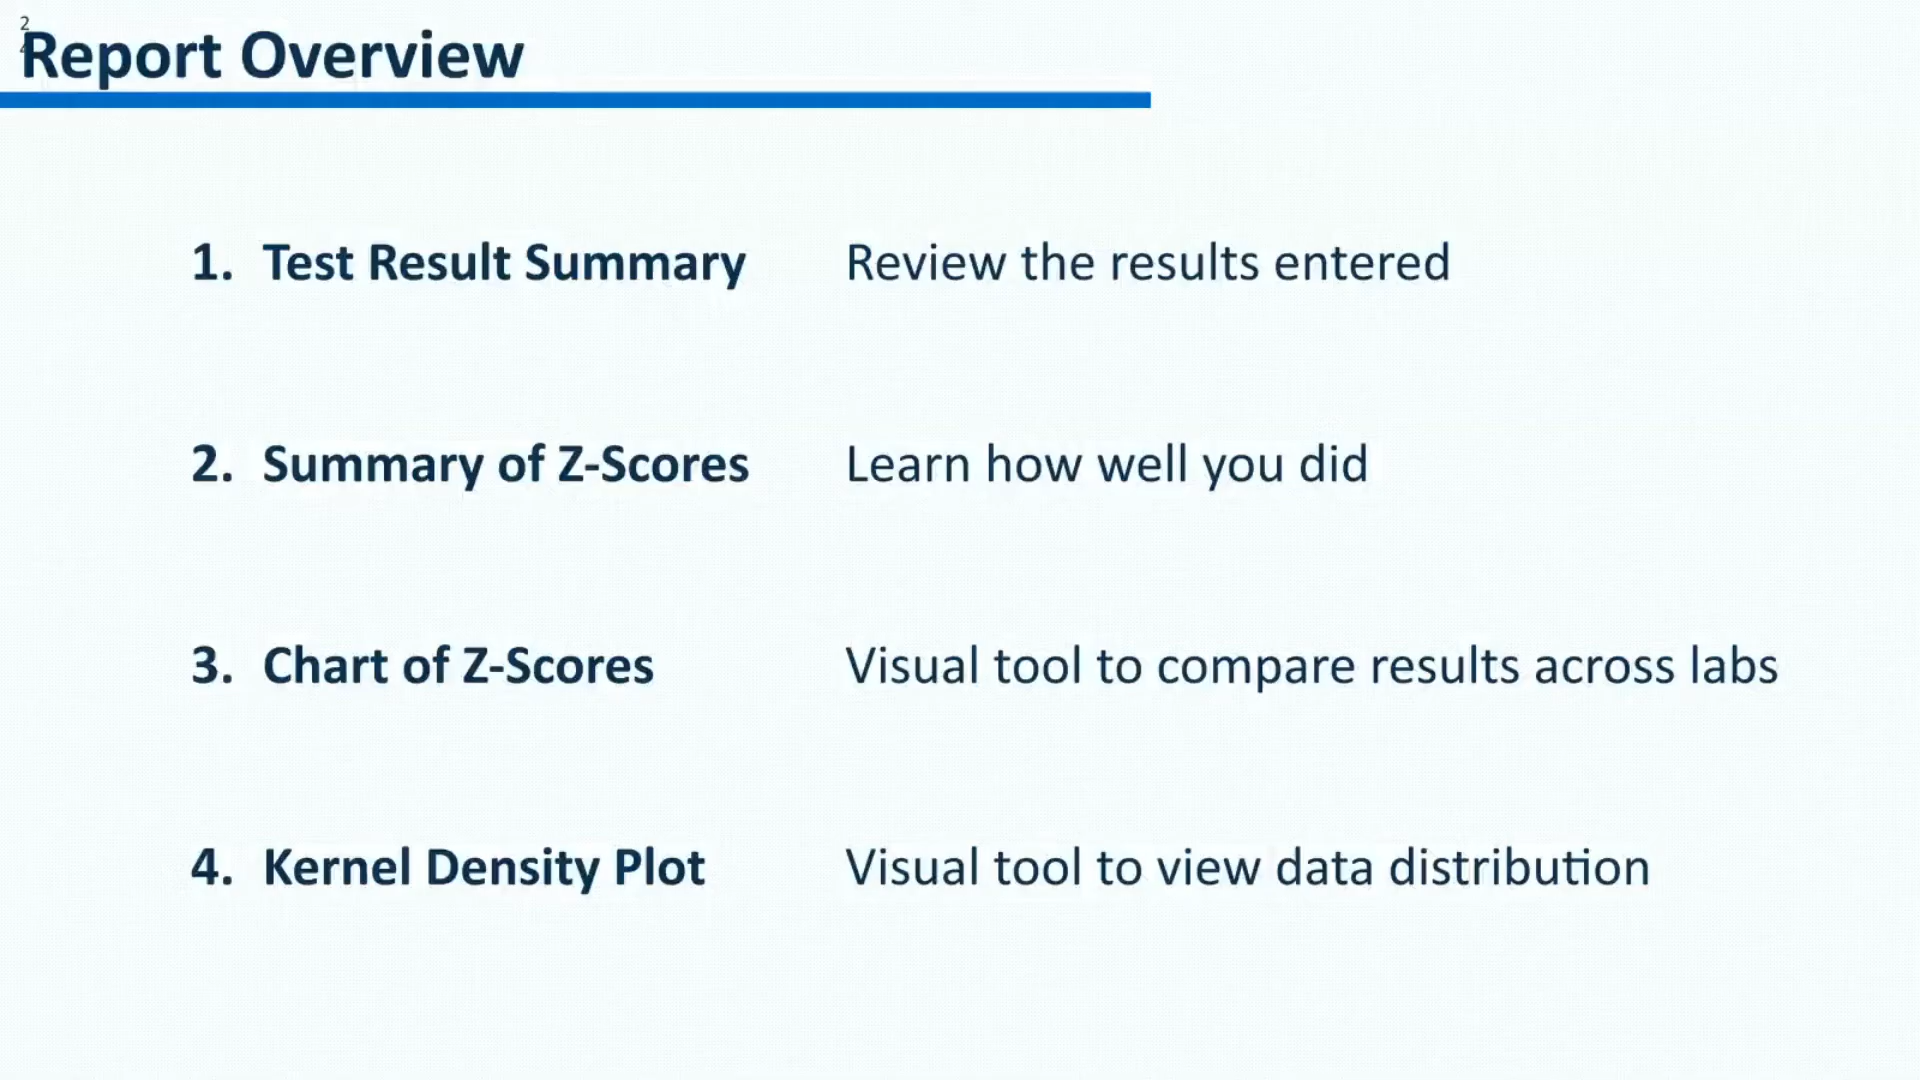 2
Report Overview
1. Test Result Summary Review the results entered
2. Summary of Z-Scores Learn how well you did
3. Chart of Z-Scores Visual tool to compare results across labs
4. Kernel Density Plot Visual tool to view data distribution